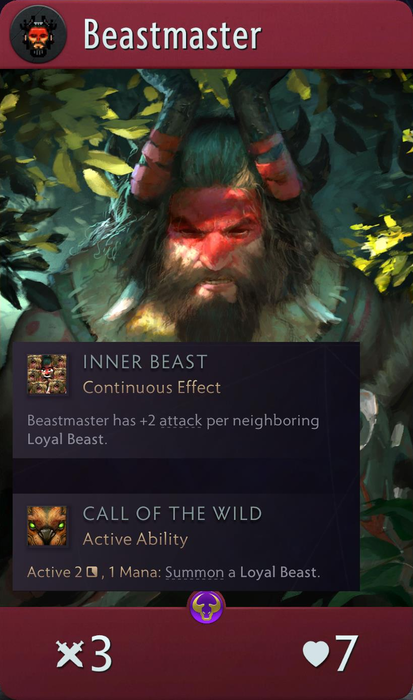 Beastmaster
INNER BEAST
Continuous Effect
Beastmaster has +2 attack per neighboring
Loyal Beast.
CALL OF THE WILD
Active Ability
Active 2 , 1 Mana: Summon a Loyal Beast.
3 7